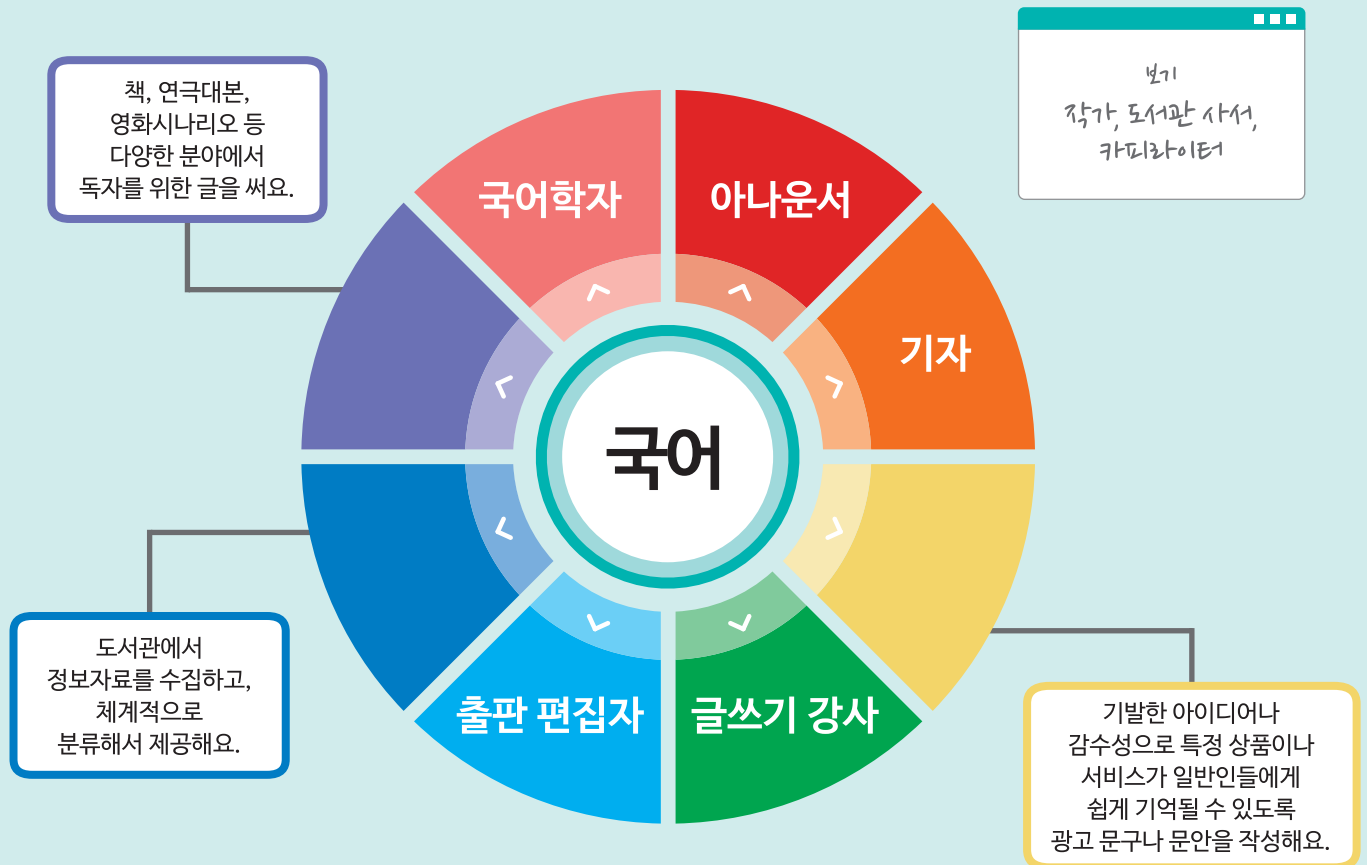 책, 연극대본,
영화시나리오 등
다양한 분야에서
독자를 위한 글을 써요.
보기
작가, 도서관 사서,
카피라이터
국어학자
아나운서
기자
국어
출판 편집자
글쓰기 강사
도서관에서
정보자료를 수집하고,
체계적으로
분류해서 제공해요.
기발한 아이디어나
감수성으로 특정 상품이나
서비스가 일반인들에게
쉽게 기억될 수 있도록
광고 문구나 문안을 작성해요.